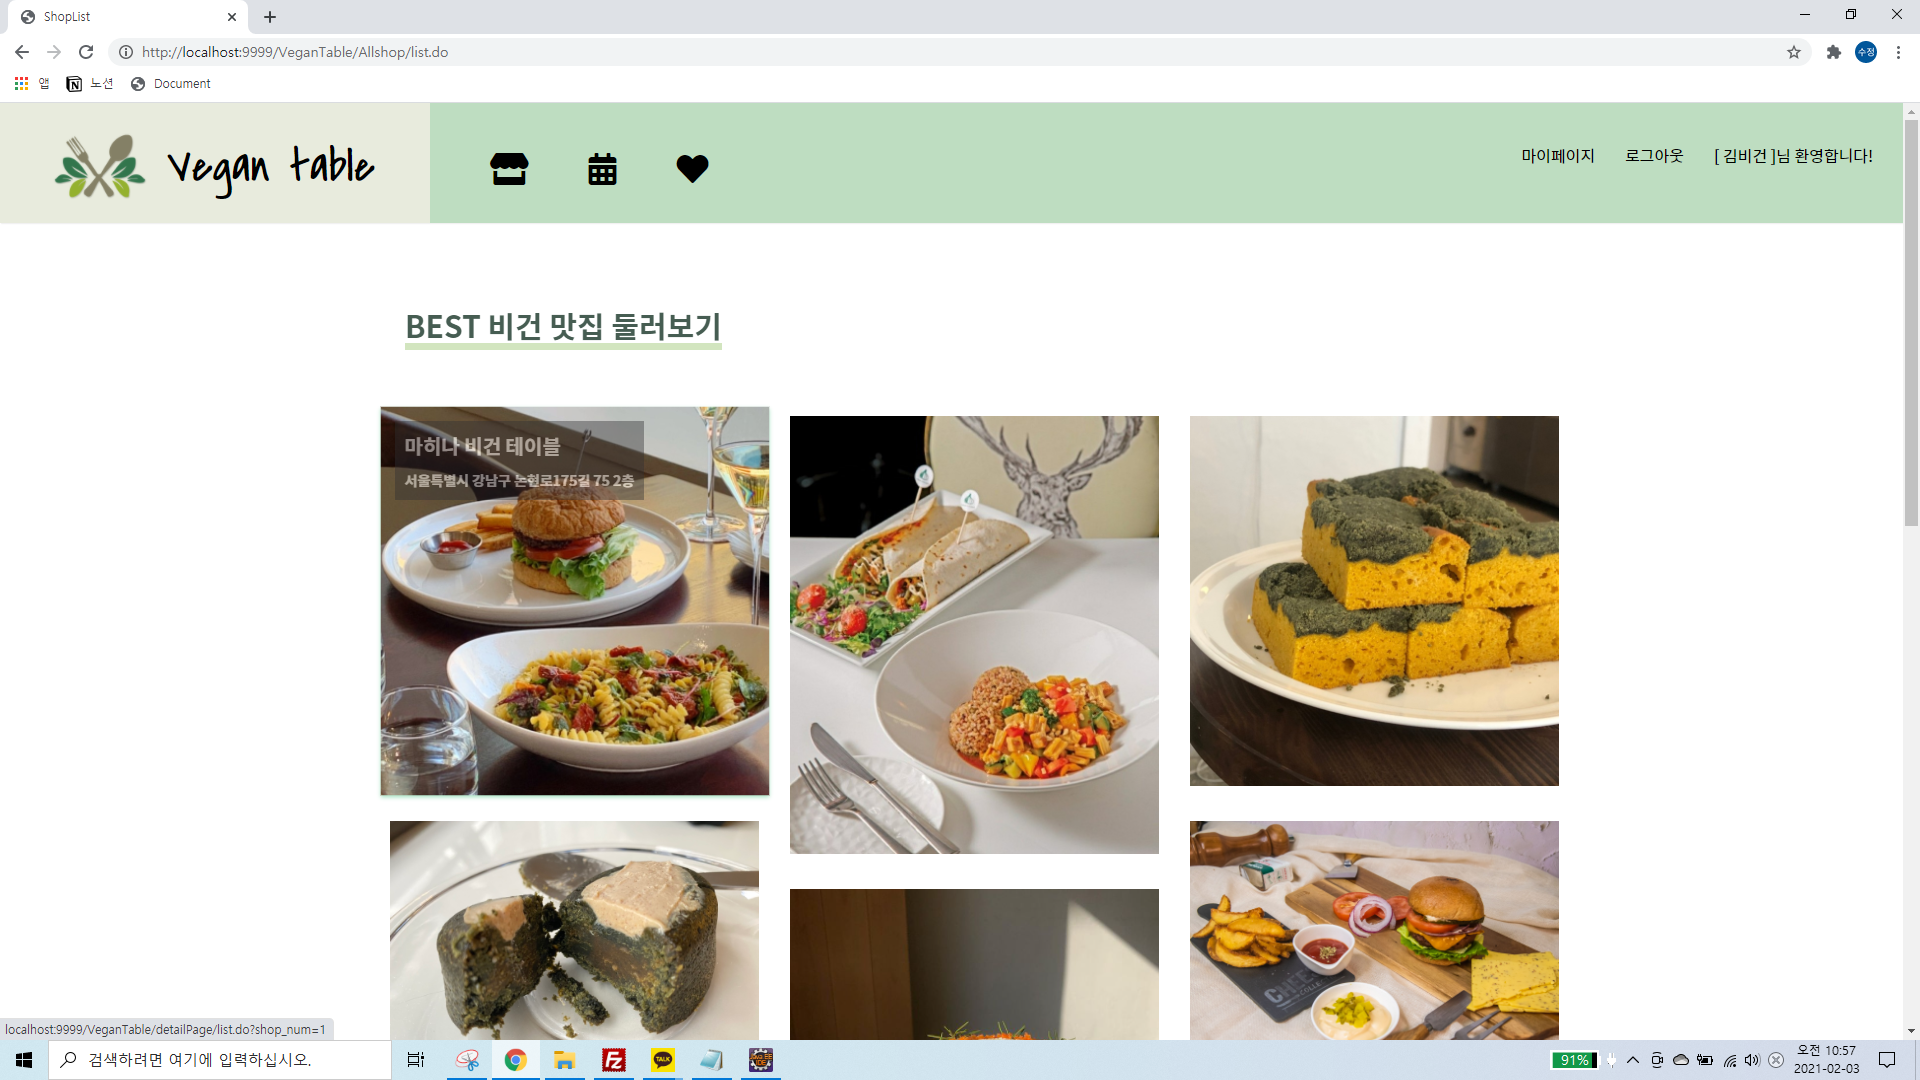 ShopList
http://localhost:9999/VeganTable/Allshop/list.do
수정
앱
노션
Document
Vegan table
마이페이지
로그아웃
[ 김비건 ]님 환영합니다!
BEST 비건 맛집 둘러보기
마히나 비건 테이블
서울특별시 강남구 논현로175길 75 2층
localhost:9999/VeganTable/detailPage/list.do?shop_num=1
검색하려면 여기에 입력하십시오.
TALK
91%
오전 10:57
2021-02-03